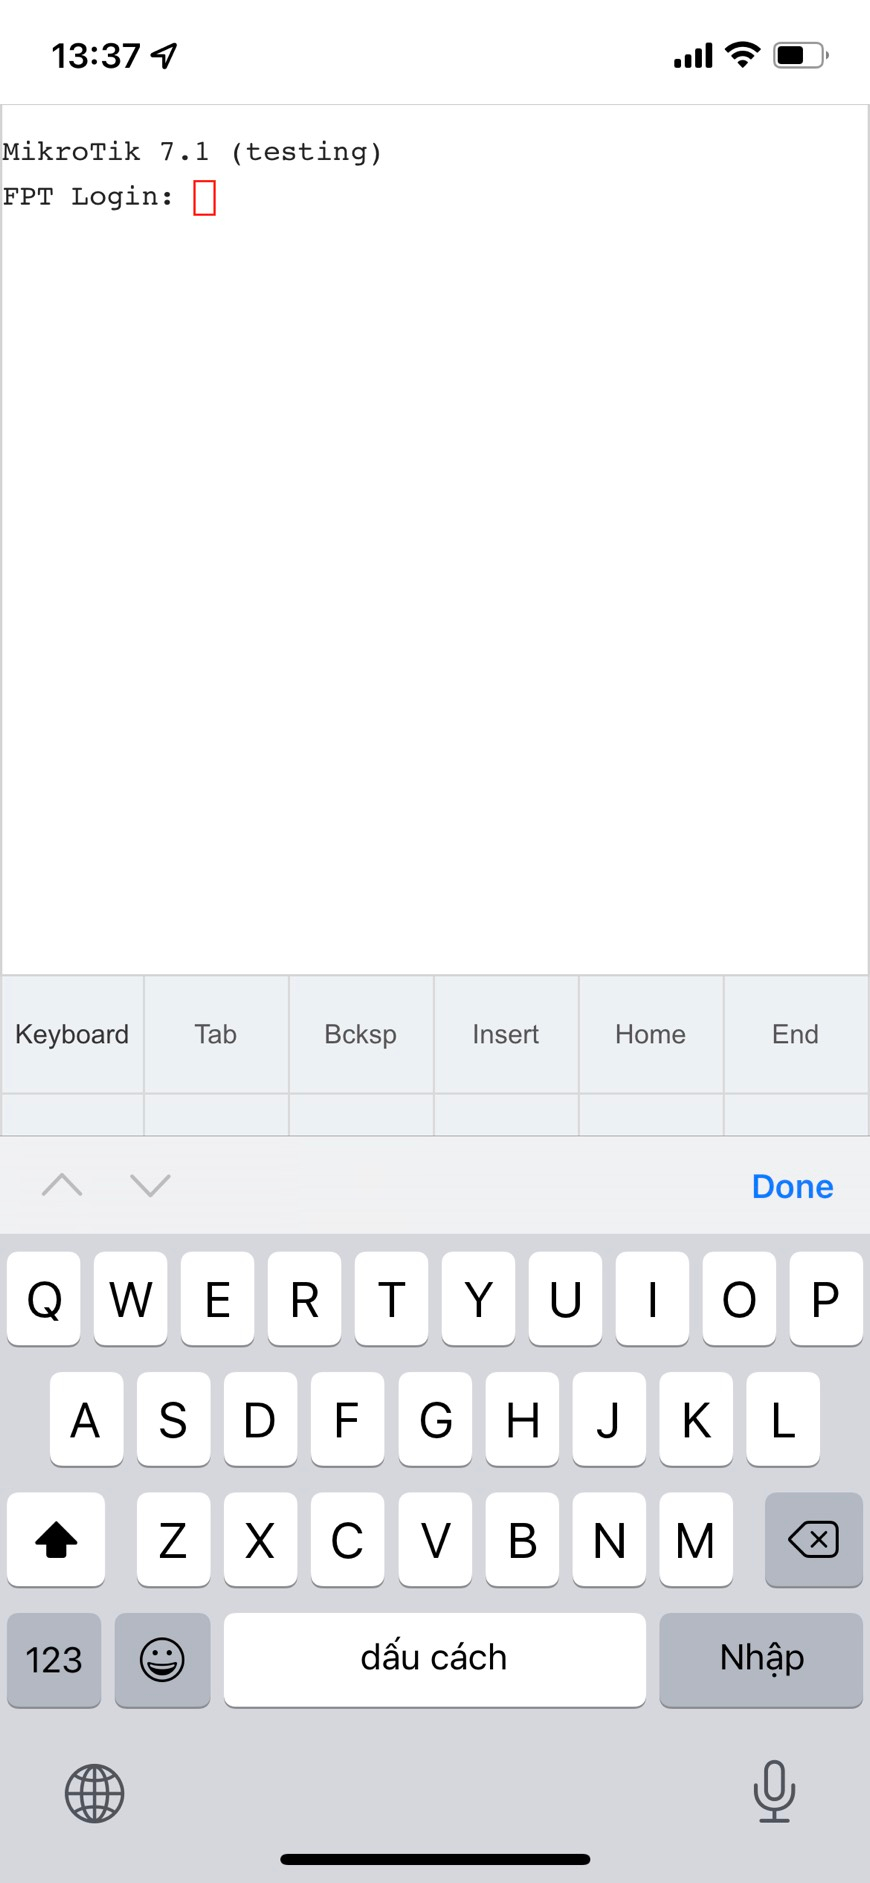 13:37
MikroTik 7.1 (testing)
FPT Login:
Keyboard Tab Bcksp Insert Home End
Done
Q W E R T Y U I O P
A S D F G H J K L
Z X C V B N M
123 dấu cách Nhập